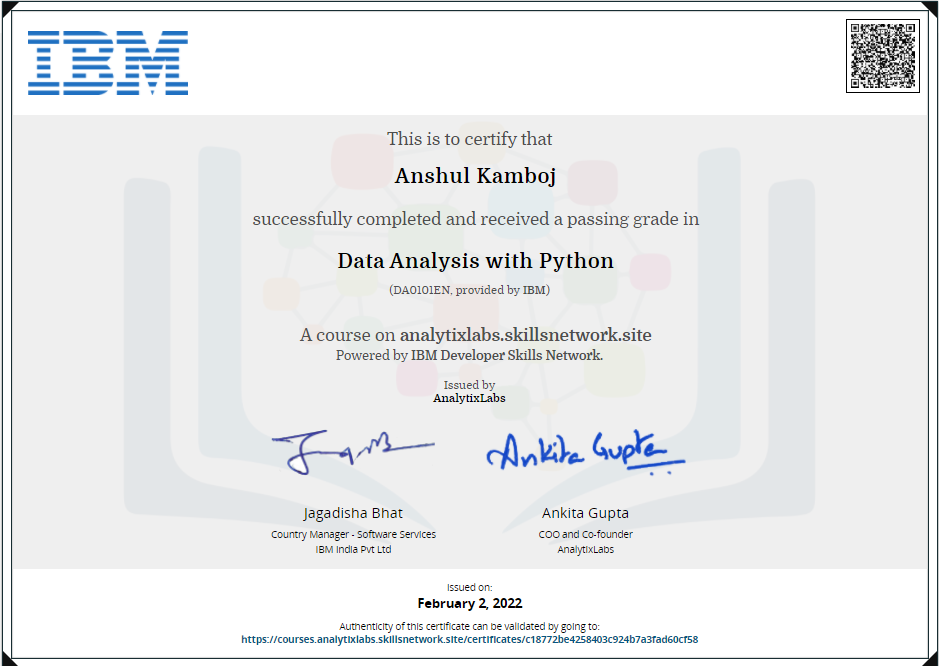 IBM
This is to certify that
Anshul Kamboj
successfully completed and received a passing grade in
Data Analysis with Python
(DA0101EN, provided by IBM)
A course on analytixlabs.skillsnetwork.site
Powered by IBM Developer Skills Network.
Issued by
AnalytixLabs
Ankita Gupta
Jagadisha Bhat
Country Manager - Software Services
IBM India Pvt Ltd
Ankita Gupta
COO and Co-founder
AnalytixLabs
Issued on:
February 2, 2022
Authenticity of this certificate can be validated by going to:
https://courses.analytixlabs.skillsnetwork.site/certificates/c18772be4258403c924b7a3fad60cf58